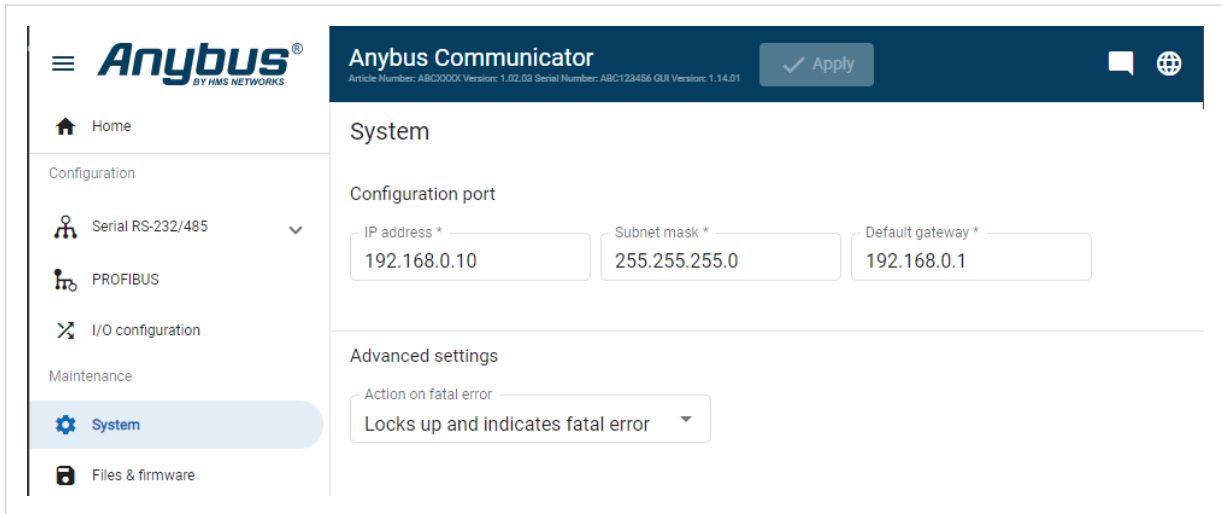 Anybus®
BY HMS NETWORKS
Anybus Communicator
Article Number: ABCXXXX Version: 1.02.03 Serial Number: ABC123456 GUI Version: 1.14.01
Apply
Home
Configuration
Serial RS-232/485
PROFIBUS
I/O configuration
Maintenance
System
Files & firmware
System
Configuration port
IP address *
192.168.0.10
Subnet mask *
255.255.255.0
Default gateway *
192.168.0.1
Advanced settings
Action on fatal error
Locks up and indicates fatal error